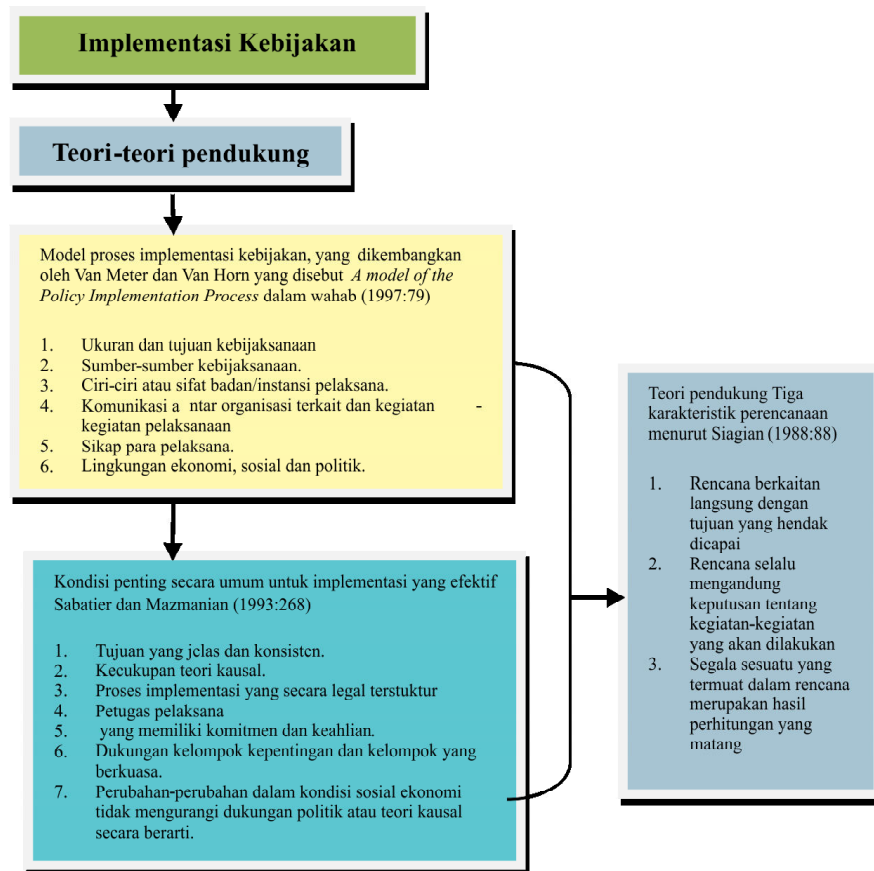 Implementasi Kebijakan
Teori-teori pendukung
Model proses implementasi kebijakan, yang dikembangkan
oleh Van Meter dan Van Horn yang disebut A model of the
Policy Implementation Process dalam wahab (1997:79)
1. Ukuran dan tujuan kebijaksanaan
2. Sumber-sumber kebijaksanaan.
3. Ciri-ciri atau sifat badan/instansi pelaksana.
4. Komunikasi a ntar organisasi terkait dan kegiatan -
kegiatan pelaksanaan
5. Sikap para pelaksana.
6. Lingkungan ekonomi, sosial dan politik.
Kondisi penting secara umum untuk implementasi yang efektif
Sabatier dan Mazmanian (1993:268)
1. Tujuan yang jelas dan konsisten.
2. Kecukupan teori kausal.
3. Proses implementasi yang secara legal terstuktur
4. Petugas pelaksana
5. yang memiliki komitmen dan keahlian.
6. Dukungan kelompok kepentingan dan kelompok yang
berkuasa.
7. Perubahan-perubahan dalam kondisi sosial ekonomi
tidak mengurangi dukungan politik atau teori kausal
secara berarti.
Teori pendukung Tiga
karakteristik perencanaan
menurut Siagian (1988:88)
1. Rencana berkaitan
langsung dengan
tujuan yang hendak
dicapai
2. Rencana selalu
mengandung
keputusan tentang
kegiatan-kegiatan
yang akan dilakukan
3. Segala sesuatu yang
termuat dalam rencana
merupakan hasil
perhitungan yang
matang